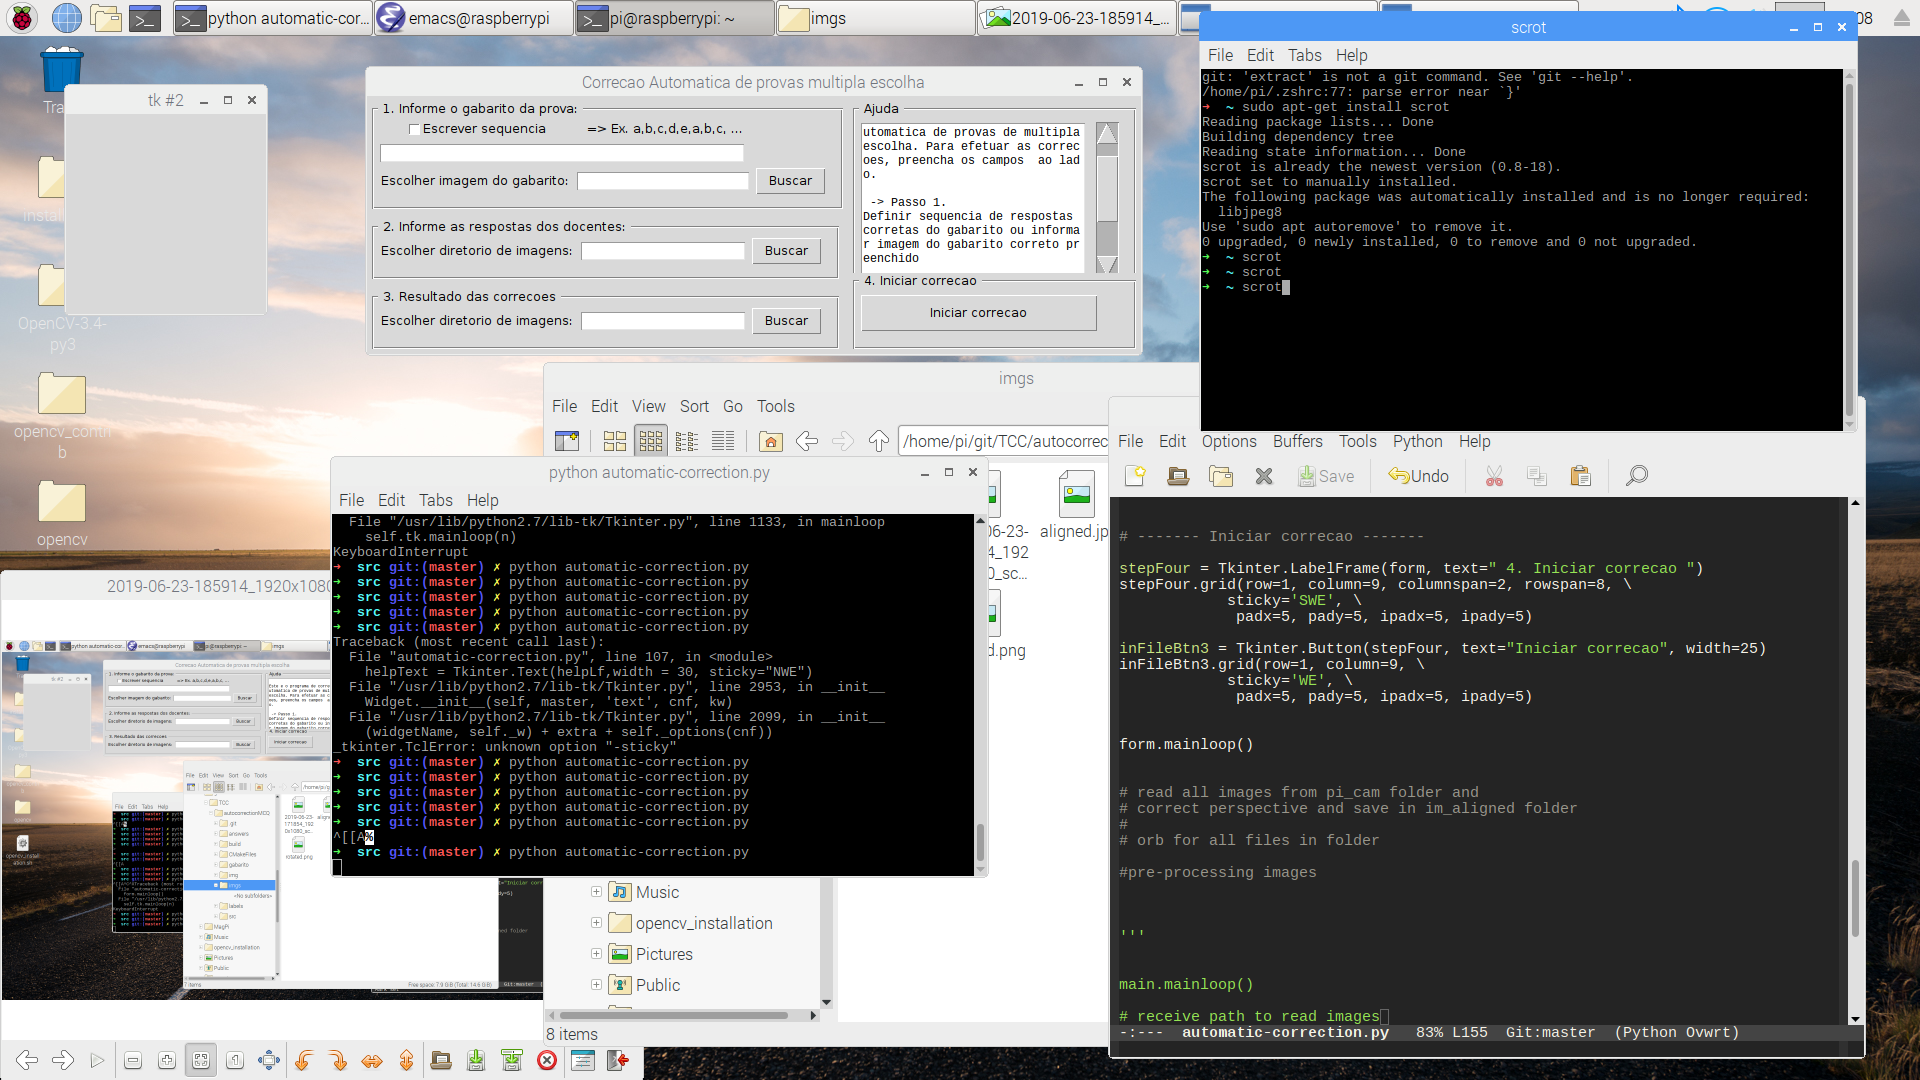 python automatic-cor...
emacs@raspberrypi
pi@raspberrypi: ~
imgs
2019-06-23-185914_...
08
tk #2
OpenCV-3.4-
py3
opencv_contri
b
opencv
Correcao Automatica de provas multipla escolha
1. Informe o gabarito da prova:
Escrever sequencia => Ex. a,b,c,d,e,a,b,c, ...
Escolher imagem do gabarito:
Buscar
2. Informe as respostas dos docentes:
Escolher diretorio de imagens:
Buscar
3. Resultado das correcoes
Escolher diretorio de imagens:
Buscar
Ajuda
utomatica de provas de multipla
escolha. Para efetuar as correc
oes, preencha os campos  ao lad
o.
-> Passo 1.
Definir sequencia de respostas
corretas do gabarito ou informa
r imagem do gabarito correto pr
eenchido
4. Iniciar correcao
Iniciar correcao
scrot
File Edit Tabs Help
git: 'extract' is not a git command. See 'git --help'.
/home/pi/.zshrc:77: parse error near `}'
➜  ~ sudo apt-get install scrot
Reading package lists... Done
Building dependency tree
Reading state information... Done
scrot is already the newest version (0.8-18).
scrot set to manually installed.
The following package was automatically installed and is no longer required:
libjpeg8
Use 'sudo apt autoremove' to remove it.
0 upgraded, 0 newly installed, 0 to remove and 0 not upgraded.
➜  ~ scrot
➜  ~ scrot
➜  ~ scrot
imgs
File Edit View Sort Go Tools
/home/pi/git/TCC/autocorrec
aligned.jp
06-23-
4_192
0_sc...
d.png
Music
opencv_installation
Pictures
Public
8 items
python automatic-correction.py
File Edit Tabs Help
File "/usr/lib/python2.7/lib-tk/Tkinter.py", line 1133, in mainloop
self.tk.mainloop(n)
KeyboardInterrupt
➜  src git:(master) ✗ python automatic-correction.py
➜  src git:(master) ✗ python automatic-correction.py
➜  src git:(master) ✗ python automatic-correction.py
➜  src git:(master) ✗ python automatic-correction.py
➜  src git:(master) ✗ python automatic-correction.py
Traceback (most recent call last):
File "automatic-correction.py", line 107, in <module>
helpText = Tkinter.Text(helpLf,width = 30, sticky="NWE")
File "/usr/lib/python2.7/lib-tk/Tkinter.py", line 2953, in __init__
Widget.__init__(self, master, 'text', cnf, kw)
File "/usr/lib/python2.7/lib-tk/Tkinter.py", line 2099, in __init__
(widgetName, self._w) + extra + self._options(cnf))
_tkinter.TclError: unknown option "-sticky"
➜  src git:(master) ✗ python automatic-correction.py
➜  src git:(master) ✗ python automatic-correction.py
➜  src git:(master) ✗ python automatic-correction.py
➜  src git:(master) ✗ python automatic-correction.py
➜  src git:(master) ✗ python automatic-correction.py
^[[A%
➜  src git:(master) ✗ python automatic-correction.py
File Edit Options Buffers Tools Python Help
Save Undo
# ------- Iniciar correcao -------
stepFour = Tkinter.LabelFrame(form, text=" 4. Iniciar correcao ")
stepFour.grid(row=1, column=9, columnspan=2, rowspan=8, \
sticky='SWE', \
padx=5, pady=5, ipadx=5, ipady=5)
inFileBtn3 = Tkinter.Button(stepFour, text="Iniciar correcao", width=25)
inFileBtn3.grid(row=1, column=9, \
sticky='WE', \
padx=5, pady=5, ipadx=5, ipady=5)
form.mainloop()
# read all images from pi_cam folder and
# correct perspective and save in im_aligned folder
#
# orb for all files in folder
#pre-processing images
'''
main.mainloop()
# receive path to read images
-:--- automatic-correction.py 83% L155 Git:master (Python Ovwrt)
2019-06-23-185914_1920x1080